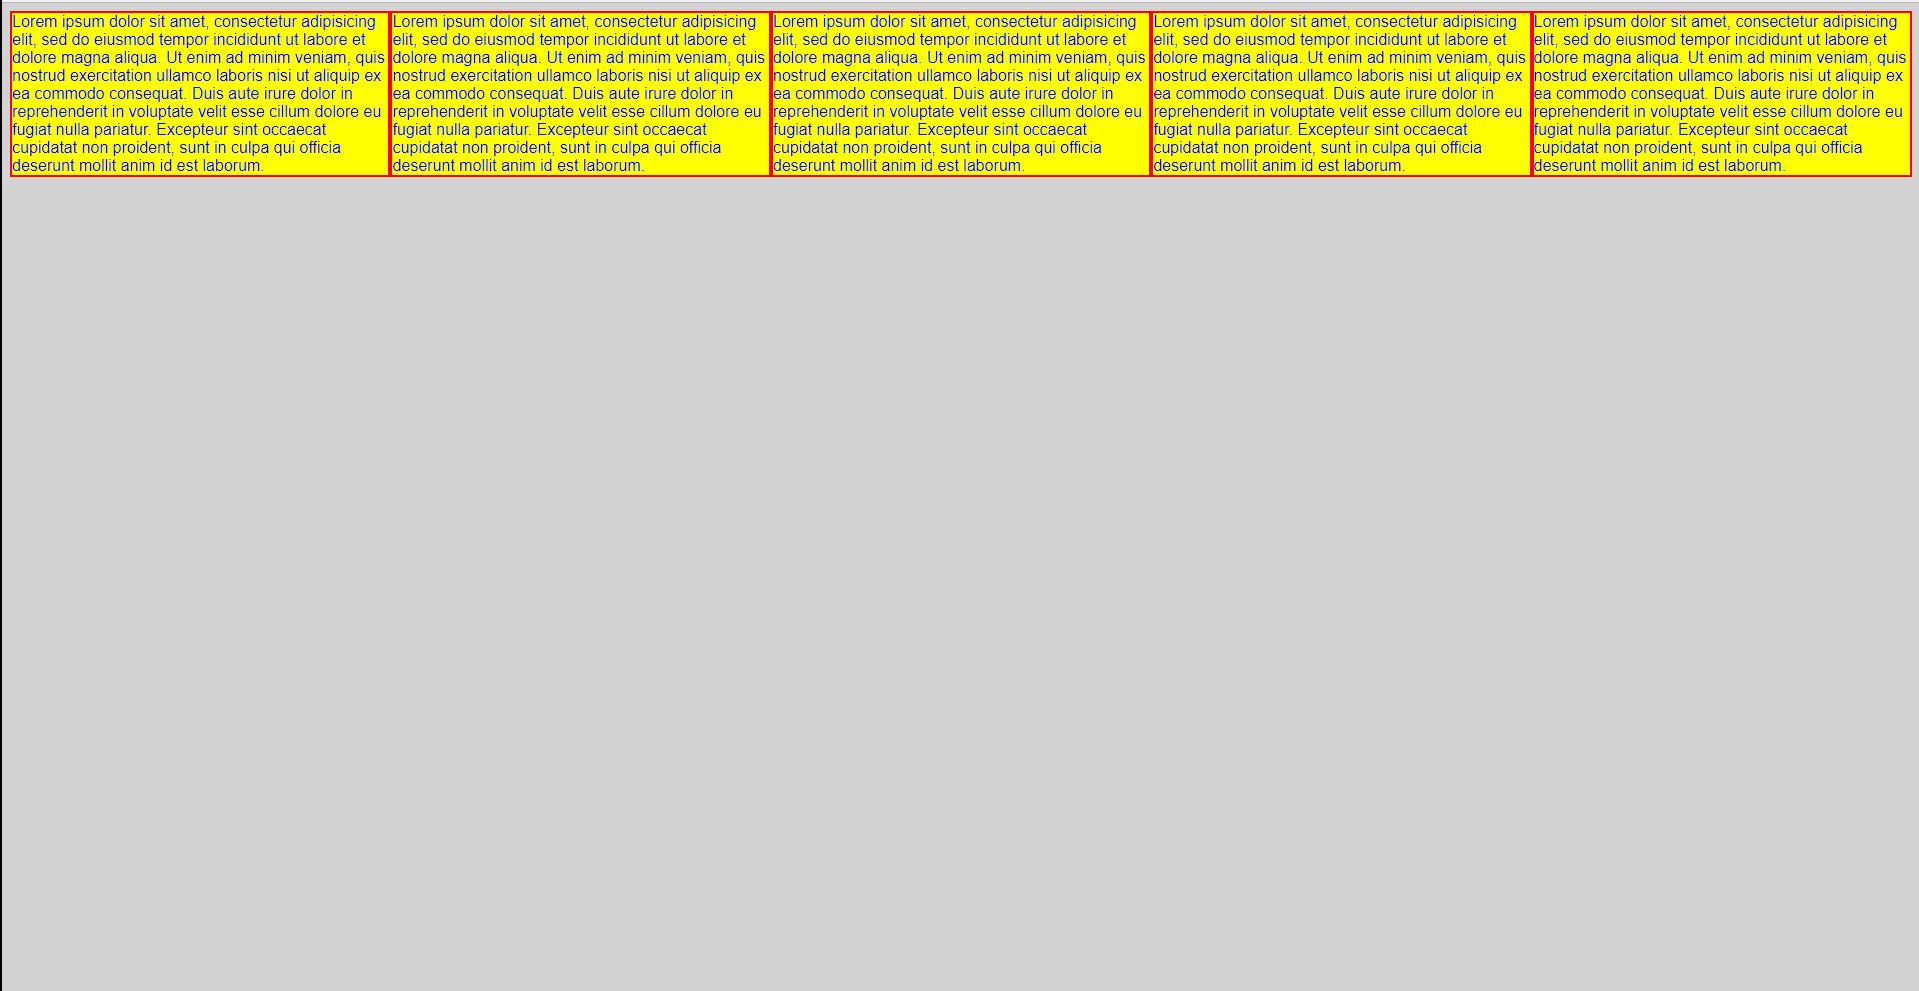 Lorem ipsum dolor sit amet, consectetur adipisicing
elit, sed do eiusmod tempor incididunt ut labore et
dolore magna aliqua. Ut enim ad minim veniam, quis
nostrud exercitation ullamco laboris nisi ut aliquip ex
ea commodo consequat. Duis aute irure dolor in
reprehenderit in voluptate velit esse cillum dolore eu
fugiat nulla pariatur. Excepteur sint occaecat
cupidatat non proident, sunt in culpa qui officia
deserunt mollit anim id est laborum.
Lorem ipsum dolor sit amet, consectetur adipisicing
elit, sed do eiusmod tempor incididunt ut labore et
dolore magna aliqua. Ut enim ad minim veniam, quis
nostrud exercitation ullamco laboris nisi ut aliquip ex
ea commodo consequat. Duis aute irure dolor in
reprehenderit in voluptate velit esse cillum dolore eu
fugiat nulla pariatur. Excepteur sint occaecat
cupidatat non proident, sunt in culpa qui officia
deserunt mollit anim id est laborum.
Lorem ipsum dolor sit amet, consectetur adipisicing
elit, sed do eiusmod tempor incididunt ut labore et
dolore magna aliqua. Ut enim ad minim veniam, quis
nostrud exercitation ullamco laboris nisi ut aliquip ex
ea commodo consequat. Duis aute irure dolor in
reprehenderit in voluptate velit esse cillum dolore eu
fugiat nulla pariatur. Excepteur sint occaecat
cupidatat non proident, sunt in culpa qui officia
deserunt mollit anim id est laborum.
Lorem ipsum dolor sit amet, consectetur adipisicing
elit, sed do eiusmod tempor incididunt ut labore et
dolore magna aliqua. Ut enim ad minim veniam, quis
nostrud exercitation ullamco laboris nisi ut aliquip ex
ea commodo consequat. Duis aute irure dolor in
reprehenderit in voluptate velit esse cillum dolore eu
fugiat nulla pariatur. Excepteur sint occaecat
cupidatat non proident, sunt in culpa qui officia
deserunt mollit anim id est laborum.
Lorem ipsum dolor sit amet, consectetur adipisicing
elit, sed do eiusmod tempor incididunt ut labore et
dolore magna aliqua. Ut enim ad minim veniam, quis
nostrud exercitation ullamco laboris nisi ut aliquip ex
ea commodo consequat. Duis aute irure dolor in
reprehenderit in voluptate velit esse cillum dolore eu
fugiat nulla pariatur. Excepteur sint occaecat
cupidatat non proident, sunt in culpa qui officia
deserunt mollit anim id est laborum.